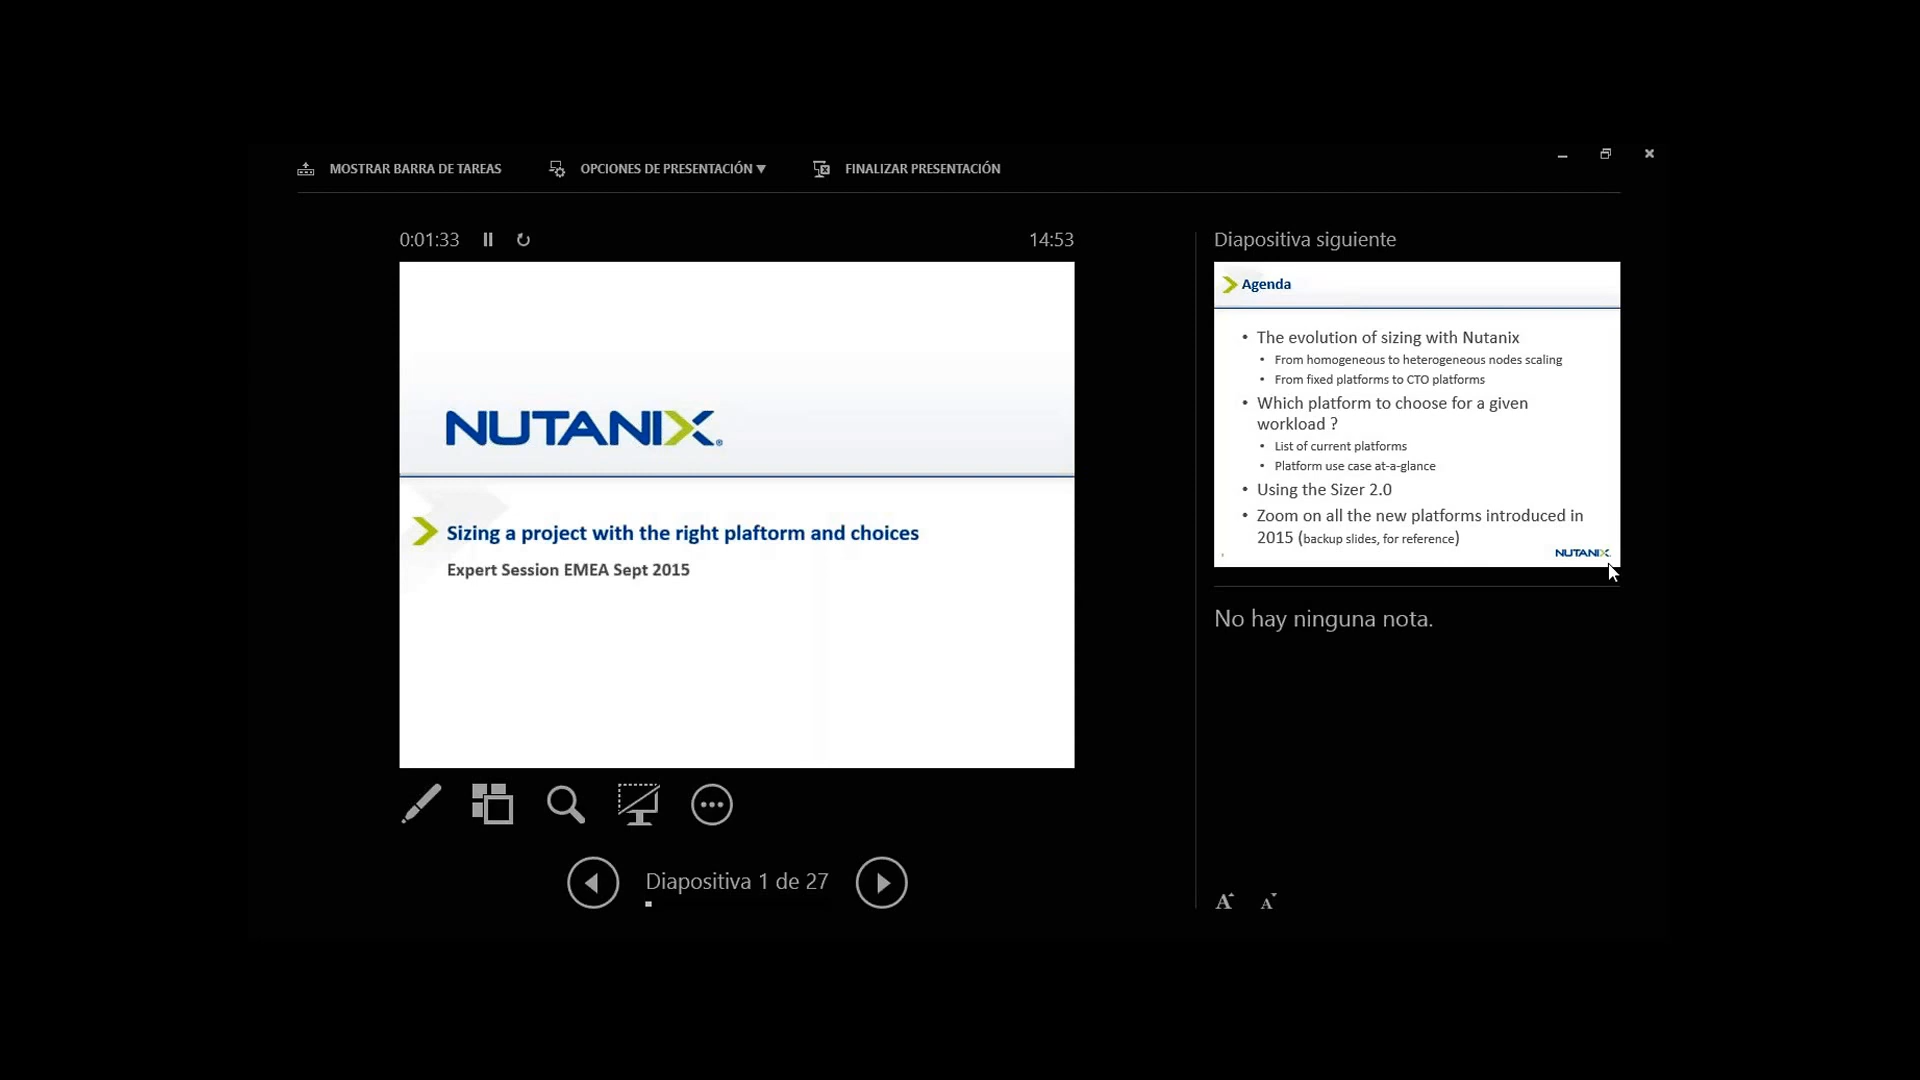 MOSTRAR BARRA DE TAREAS
OPCIONES DE PRESENTACIÓN
FINALIZAR PRESENTACIÓN
0:01:33
14:53
NUTANIX
Sizing a project with the right plaftorm and choices
Expert Session EMEA Sept 2015
Diapositiva 1 de 27
Diapositiva siguiente
Agenda
• The evolution of sizing with Nutanix
• From homogeneous to heterogeneous nodes scaling
• From fixed platforms to CTO platforms
• Which platform to choose for a given
workload ?
• List of current platforms
• Platform use case at-a-glance
• Using the Sizer 2.0
• Zoom on all the new platforms introduced in
2015 (backup slides, for reference)
NUTANIX
No hay ninguna nota.
A A